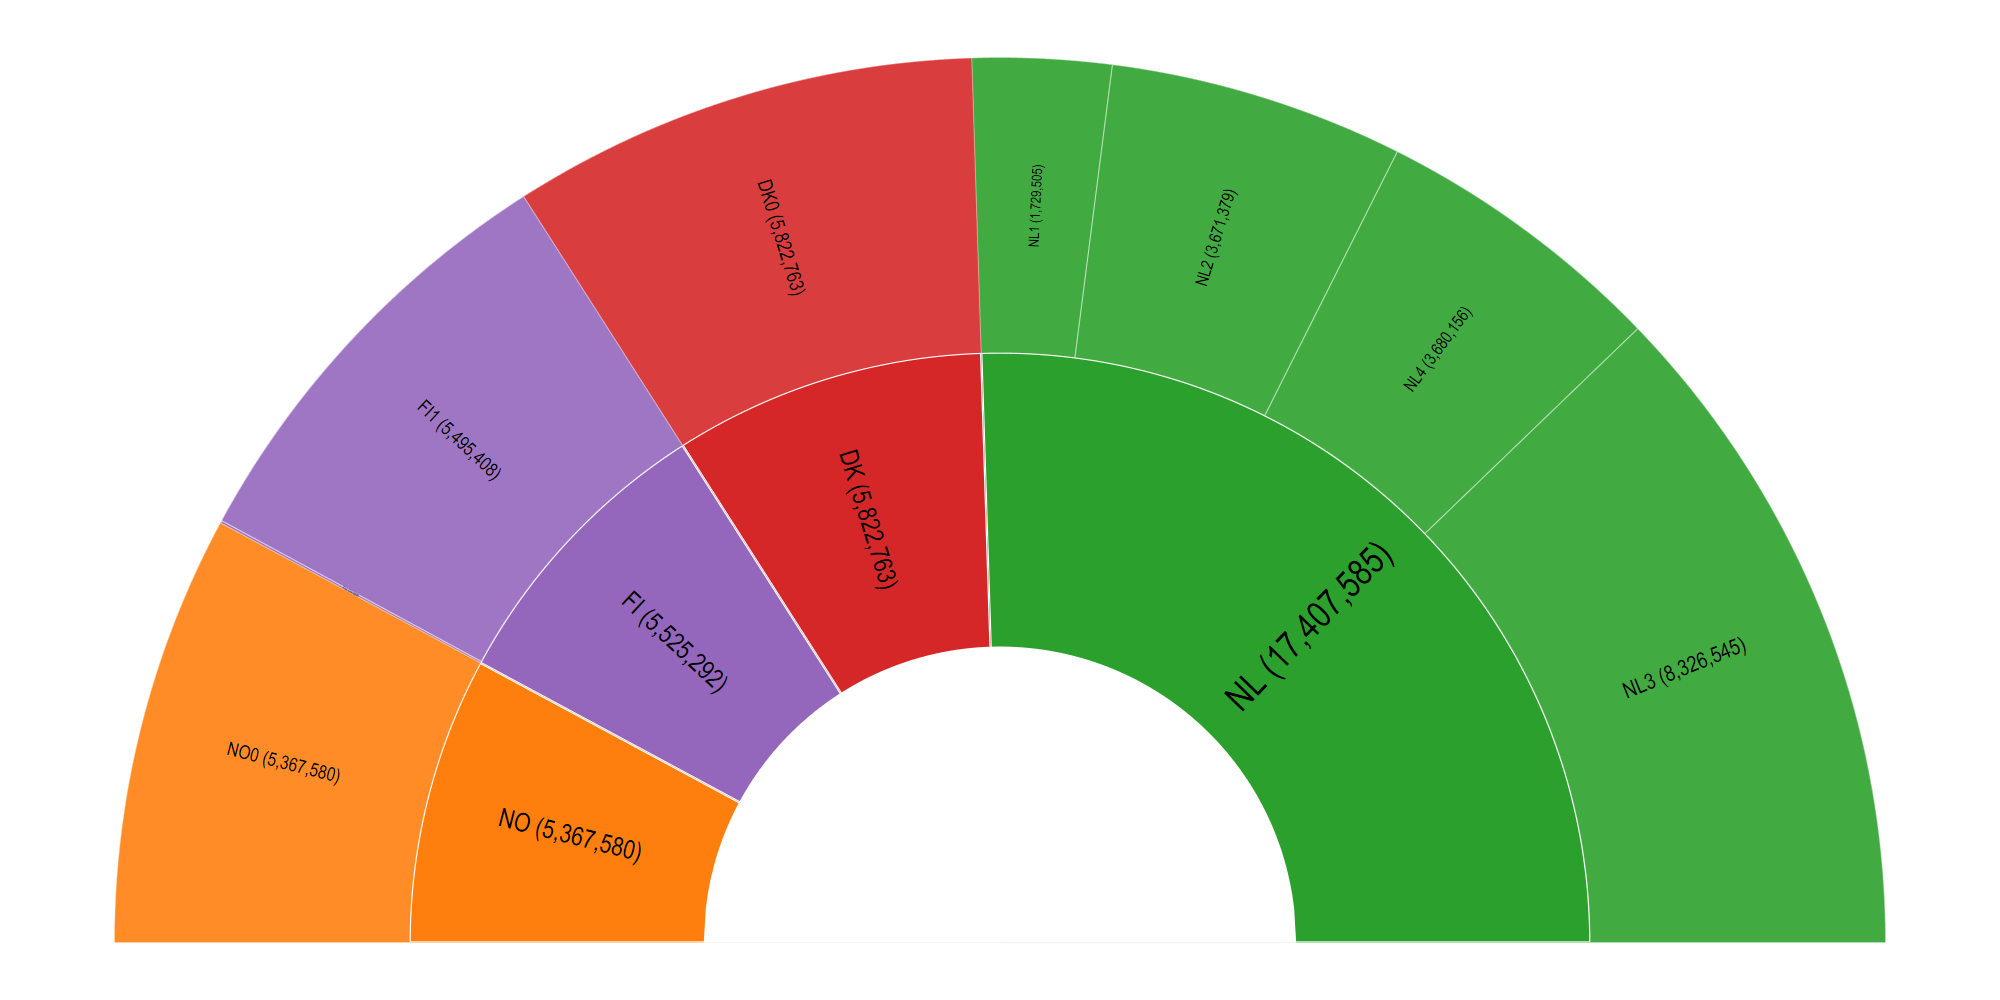 DK0 (5,822,763)
NL1 (1,729,505)
NL2 (3,671,379)
NL4 (3,680,156)
FI1 (5,495,408)
DK (5,822,763)
NL (17,407,585)
FI (5,525,292)
NL3 (8,326,545)
NO0 (5,367,580)
NO (5,367,580)